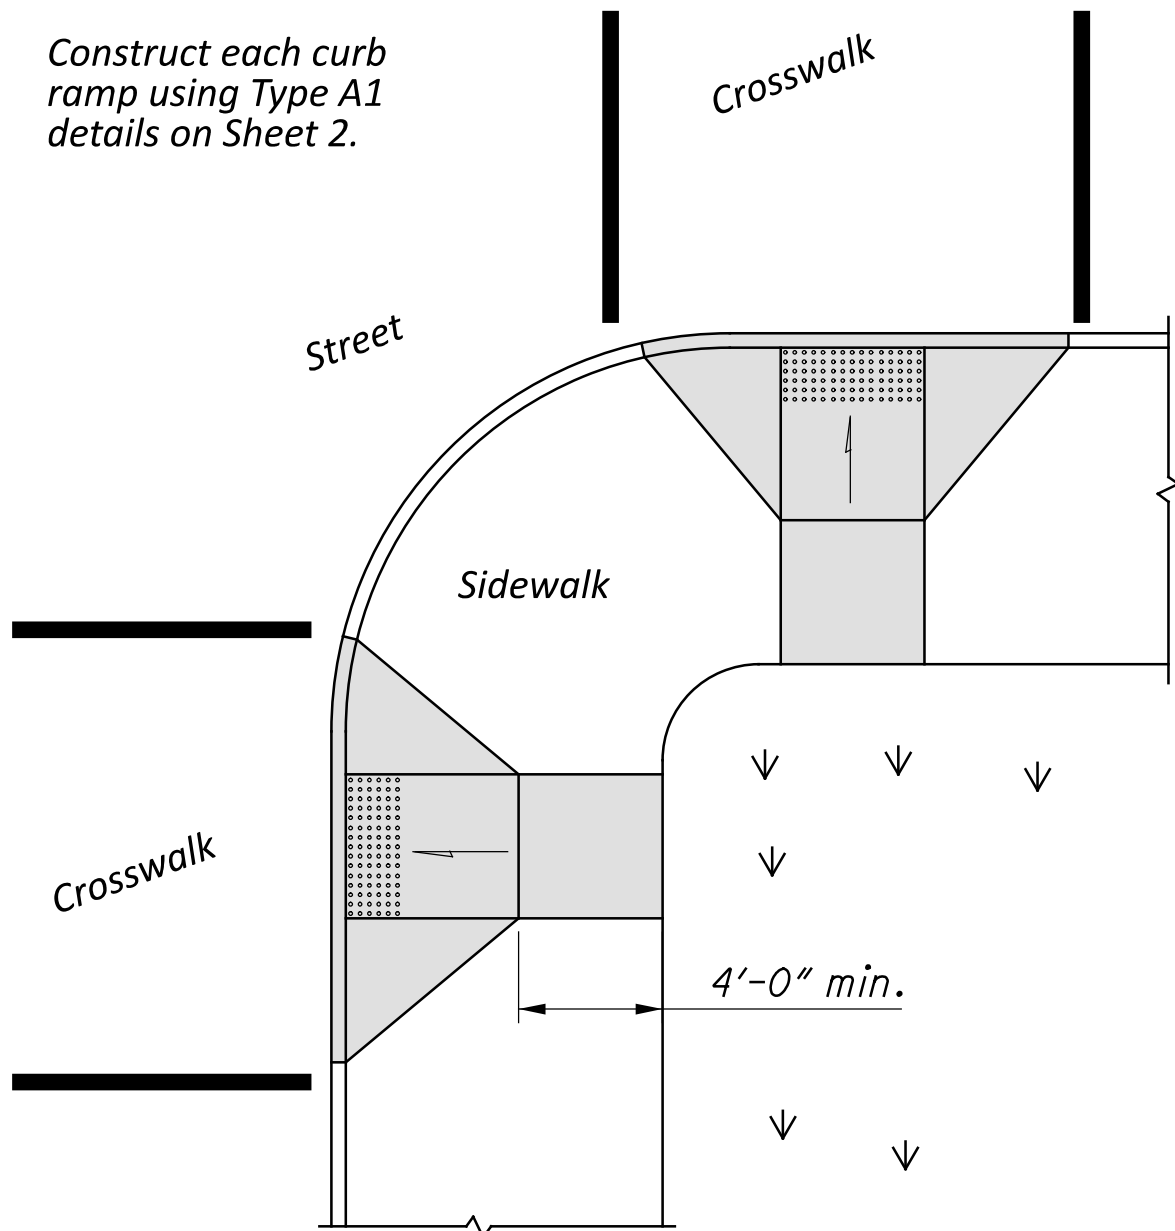 Construct each curb
ramp using Type A1
details on Sheet 2.
Crosswalk
Street
Sidewalk
Crosswalk
4'-0" min.